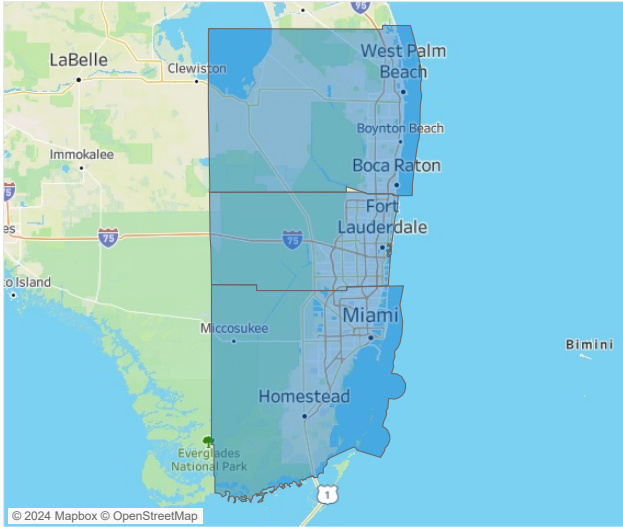 75
West Palm
Beach
LaBelle
Clewiston
Boynton Beach
Immokalee
Boca Raton
75
Fort
Lauderdale
es
75
75
co Island
Miccosukee
Miami
Bimini
Homestead
Everglades
National Park
1
© 2024 Mapbox © OpenStreetMap